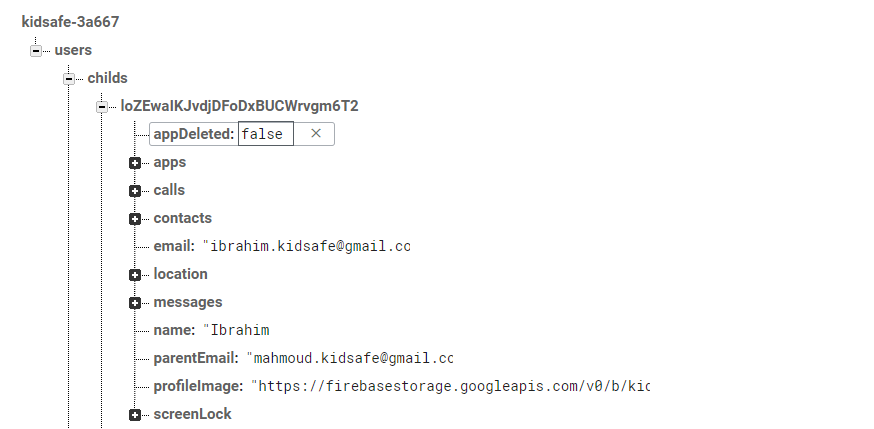 kidsafe-3a667
users
childs
loZEwaIKJvdjDFoDxBUCWrvgm6T2
appDeleted: false ×
apps
calls
contacts
email: "ibrahim.kidsafe@gmail.cc
location
messages
name: "Ibrahim
parentEmail: "mahmoud.kidsafe@gmail.cc
profileImage: "https://firebasestorage.googleapis.com/v0/b/kic
screenLock